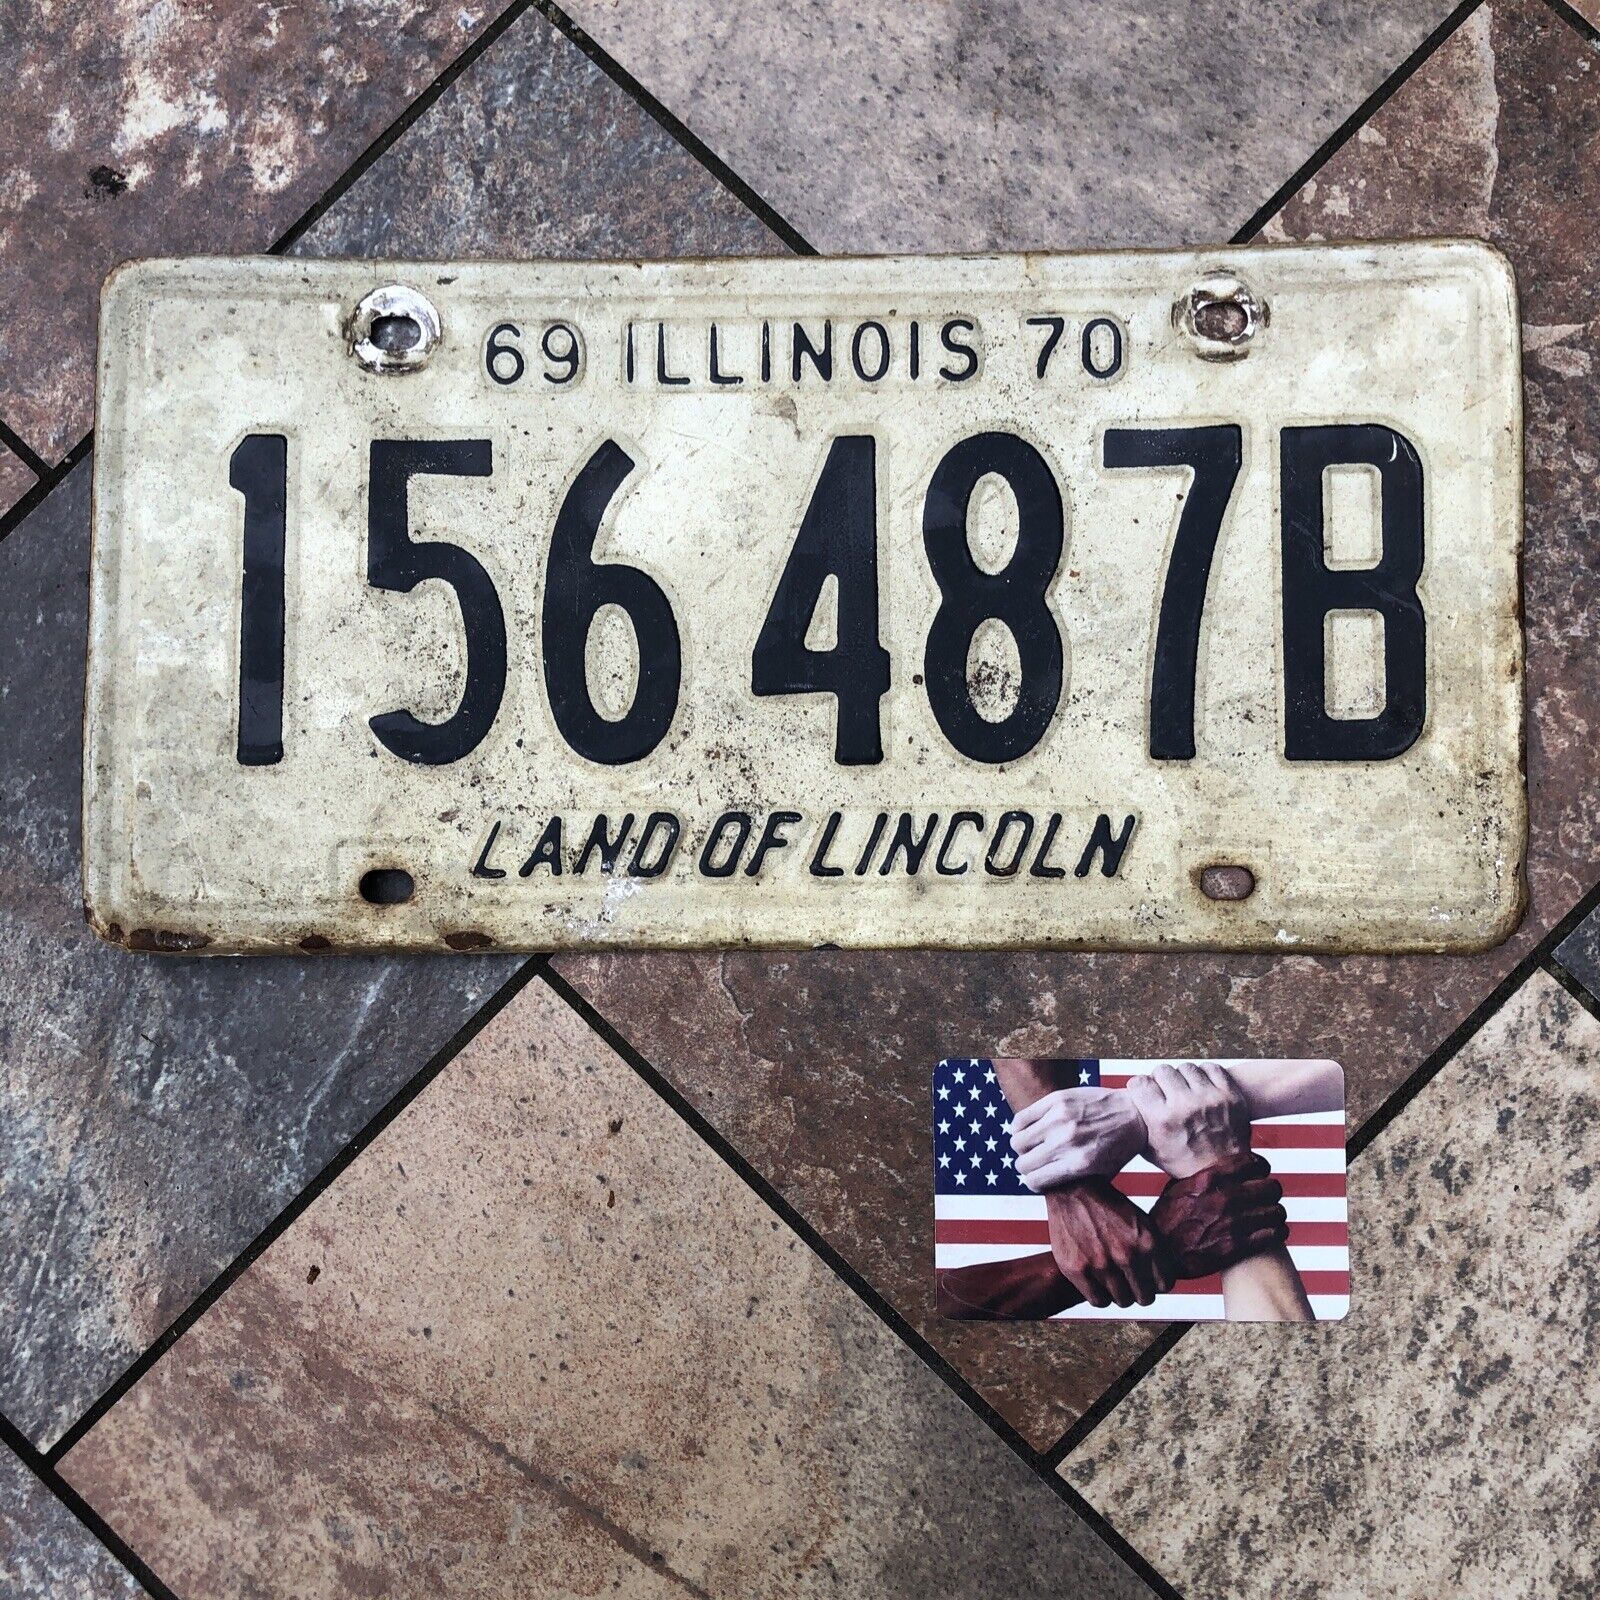 69 ILLINOIS 70
156 487B
LAND OF LINCOLN